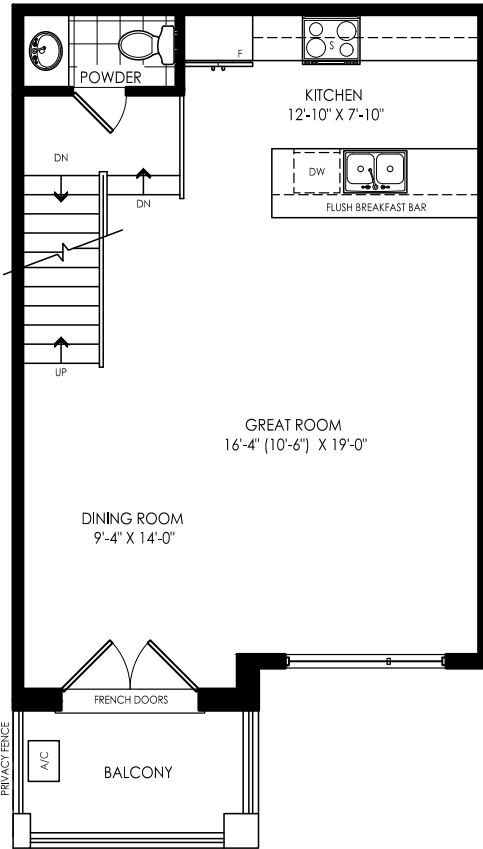 POWDER
F
S
KITCHEN
12'-10" X 7'-10"
DN
DN
DW
FLUSH BREAKFAST BAR
UP
GREAT ROOM
16'-4" (10'-6") X 19'-0"
DINING ROOM
9'-4" X 14'-0"
FRENCH DOORS
PRIVACY FENCE
A/C
BALCONY